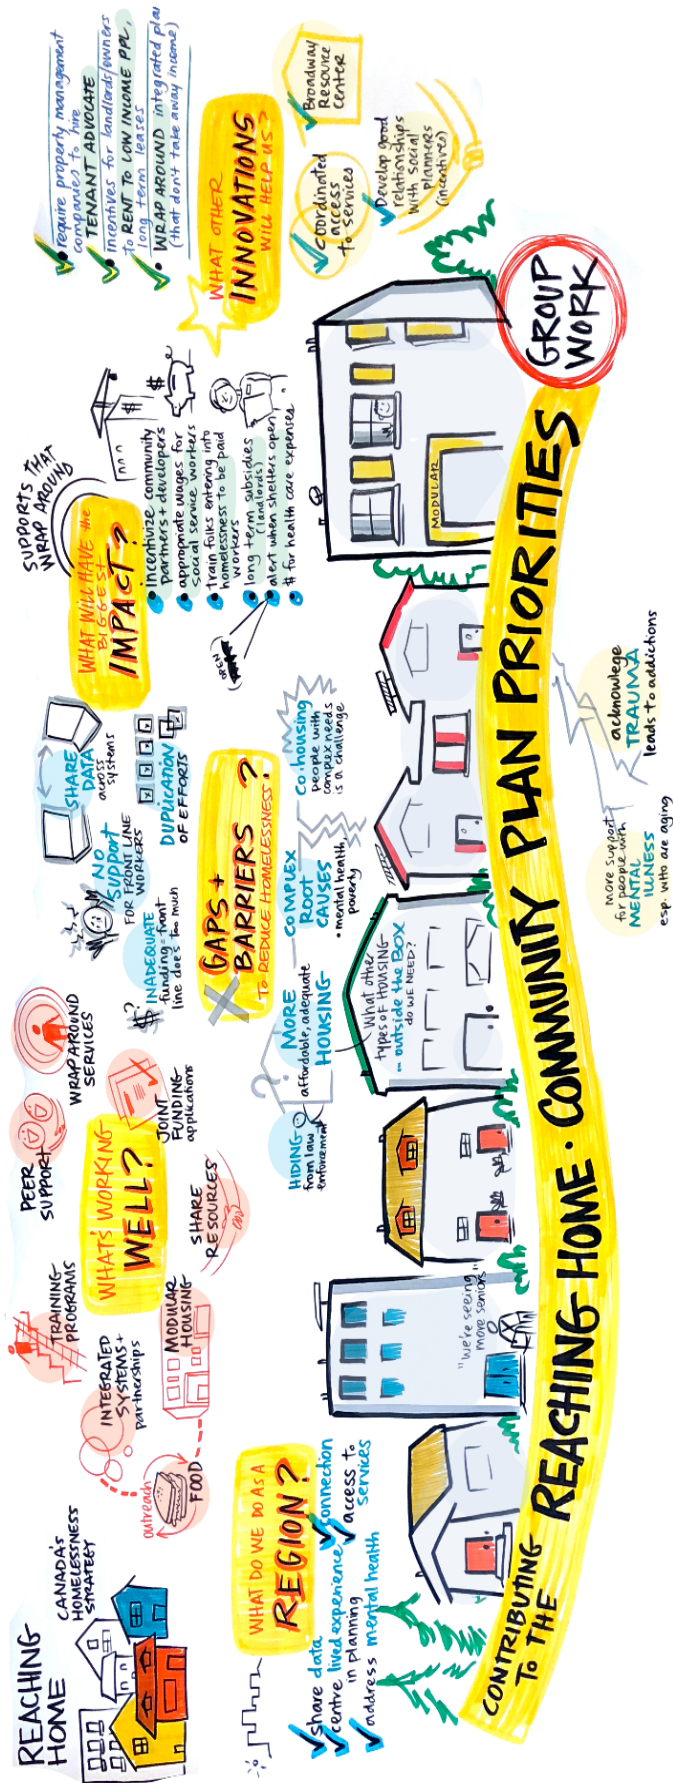 REACHING
HOME
CANADA'S
HOMELESSNESS
STRATEGY
outreach
FOOD
MODULAR
HOUSING
INTEGRATED
SYSTEMS +
partnerships
TRAINING
PROGRAMS
WHAT'S WORKING
WELL?
PEER
SUPPORT
WRAP AROUND
SERVICES
JOINT
FUNDING
applications
SHARE
RESOURCES
WHAT DO WE DO AS A
REGION?
share data
centre lived experience
in planning
address mental health
connection
access to
services
GAPS +
BARRIERS ?
TO REDUCE HOMELESSNESS
$?
INADEQUATE
funding = front
line does too much
NO
SUPPORT
FOR FRONT LINE
WORKERS
SHARE
DATA
across
systems
DUPLICATION
OF EFFORTS
HIDING
from law
enforcement
?
MORE
affordable, adequate
HOUSING
What other
types of HOUSING
... outside the BOX
DO WE NEED?
COMPLEX
ROOT
CAUSES
• mental health,
poverty
Co-housing
people with
complex needs
is a challenge
SUPPORTS THAT
WRAP AROUND
WHAT WILL HAVE the
BIGGEST
IMPACT?
$
$
• incentivize community
partners + developers
• appropriate wages for
social service workers
• train folks entering into
homelessness to be paid
workers
• long term subsidies
(landlords)
• alert when shelters open
• $ for health care expenses
OPEN
WHAT OTHER
INNOVATIONS
WILL HELP US?
• require property management
companies to hire
TENANT ADVOCATE
• incentives for landlords/owners
to RENT TO LOW INCOME PPL,
long term leases
• WRAP AROUND integrated plan
(that don't take away income)
Broadway
Resource
center
coordinated
access
to services
Develop good
relationships
with social
planners
(incentives)
"we're seeing
more seniors"
MODULAR
CONTRIBUTING
TO THE
REACHING HOME • COMMUNITY PLAN PRIORITIES
GROUP
WORK
more support
for people with
MENTAL
ILLNESS
esp. who are aging
acknowlege
TRAUMA
leads to addictions